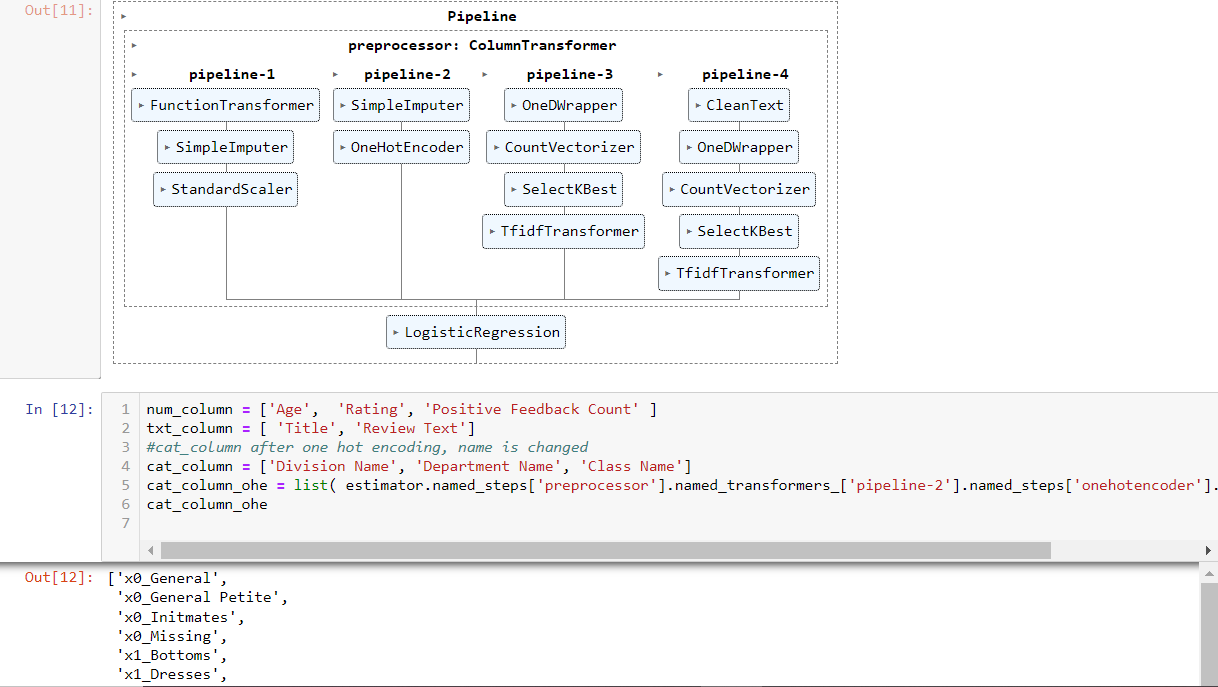 Out[11]:
Pipeline
preprocessor: ColumnTransformer
pipeline-1 pipeline-2 pipeline-3 pipeline-4
FunctionTransformer SimpleImputer OneDWrapper CleanText
SimpleImputer OneHotEncoder CountVectorizer OneDWrapper
StandardScaler SelectKBest CountVectorizer
TfidfTransformer SelectKBest
TfidfTransformer
LogisticRegression
In [12]:
1 num_column = ['Age',  'Rating', 'Positive Feedback Count' ]
2 txt_column = [ 'Title', 'Review Text']
3 #cat_column after one hot encoding, name is changed
4 cat_column = ['Division Name', 'Department Name', 'Class Name']
5 cat_column_ohe = list( estimator.named_steps['preprocessor'].named_transformers_['pipeline-2'].named_steps['onehotencoder'].
6 cat_column_ohe
7
Out[12]: ['x0_General',
'x0_General Petite',
'x0_Initmates',
'x0_Missing',
'x1_Bottoms',
'x1_Dresses',